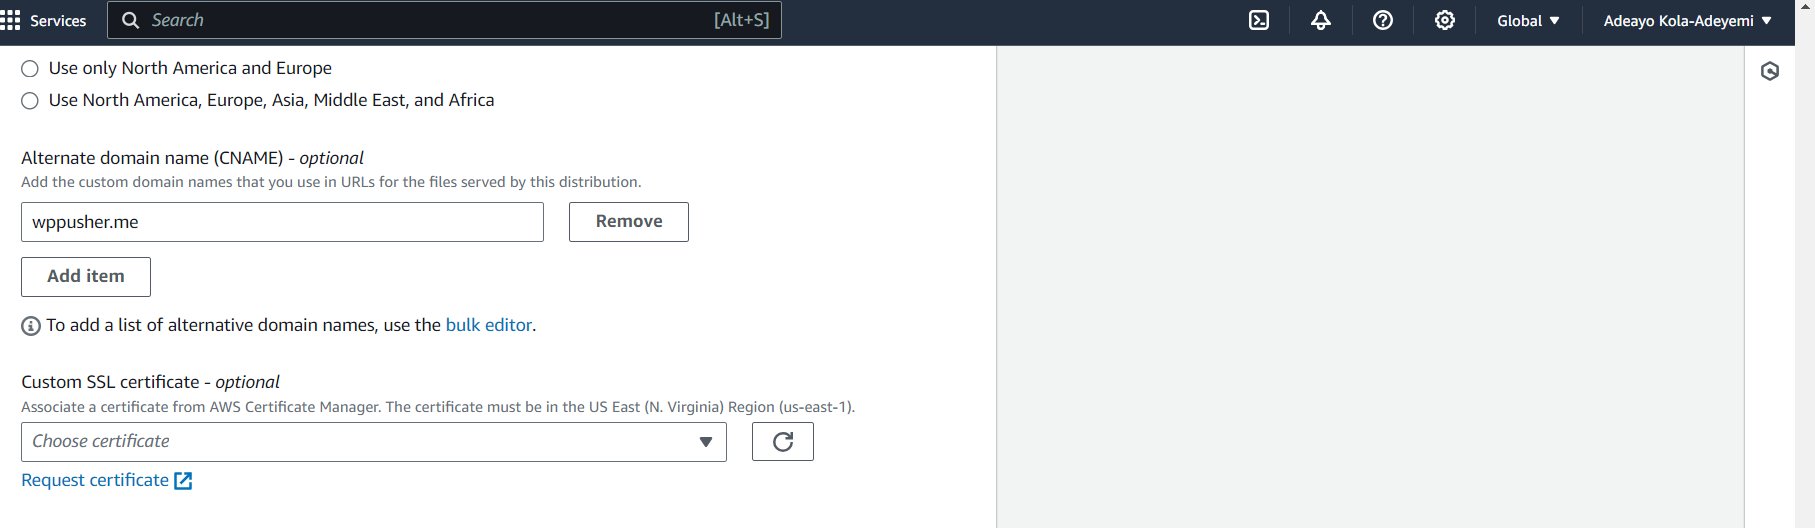 Services Search [Alt+S] Global Adeayo Kola-Adeyemi
Use only North America and Europe
Use North America, Europe, Asia, Middle East, and Africa
Alternate domain name (CNAME) - optional
Add the custom domain names that you use in URLs for the files served by this distribution.
wppusher.me Remove
Add item
To add a list of alternative domain names, use the bulk editor.
Custom SSL certificate - optional
Associate a certificate from AWS Certificate Manager. The certificate must be in the US East (N. Virginia) Region (us-east-1).
Choose certificate
Request certificate